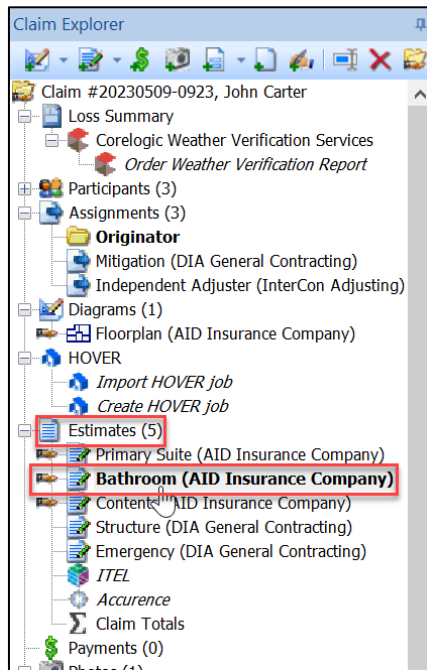 Claim Explorer
Claim #20230509-0923, John Carter
Loss Summary
Corelogic Weather Verification Services
Order Weather Verification Report
Participants (3)
Assignments (3)
Originator
Mitigation (DIA General Contracting)
Independent Adjuster (InterCon Adjusting)
Diagrams (1)
Floorplan (AID Insurance Company)
HOVER
Import HOVER job
Create HOVER job
Estimates (5)
Primary Suite (AID Insurance Company)
Bathroom (AID Insurance Company)
Contents (AID Insurance Company)
Structure (DIA General Contracting)
Emergency (DIA General Contracting)
ITEL
Accurence
Claim Totals
Payments (0)
Photos (1)